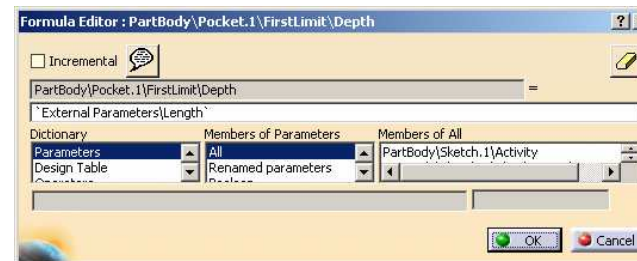 Formula Editor : PartBody\Pocket.1\FirstLimit\Depth
Incremental
PartBody\Pocket.1\FirstLimit\Depth =
`External Parameters\Length`
Dictionary Members of Parameters Members of All
Parameters All PartBody\Sketch.1\Activity
Design Table Renamed parameters
OK Cancel